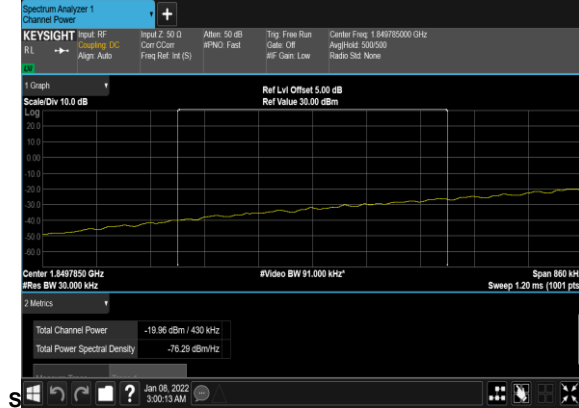 Spectrum Analyzer 1
Channel Power
+
KEYSIGHT Input: RF Input Z: 50 Ω Atten: 50 dB Trig: Free Run Center Freq: 1.849785000 GHz
RL Coupling: DC Corr CCorr #PNO: Fast Gate: Off Avg|Hold: 500/500
Align: Auto Freq Ref: Int (S) #IF Gain: Low Radio Std: None
1 Graph
Ref Lvl Offset 5.00 dB
Scale/Div 10.0 dB Ref Value 30.00 dBm
Log
20.0
10.0
0.00
-10.0
-20.0
-30.0
-40.0
-50.0
-60.0
Center 1.8497850 GHz #Video BW 91.000 kHz* Span 860 kH
#Res BW 30.000 kHz Sweep 1.20 ms (1001 pts
2 Metrics
Total Channel Power -19.96 dBm / 430 kHz
Total Power Spectral Density -76.29 dBm/Hz
S
? Jan 08, 2022
3:00:13 AM